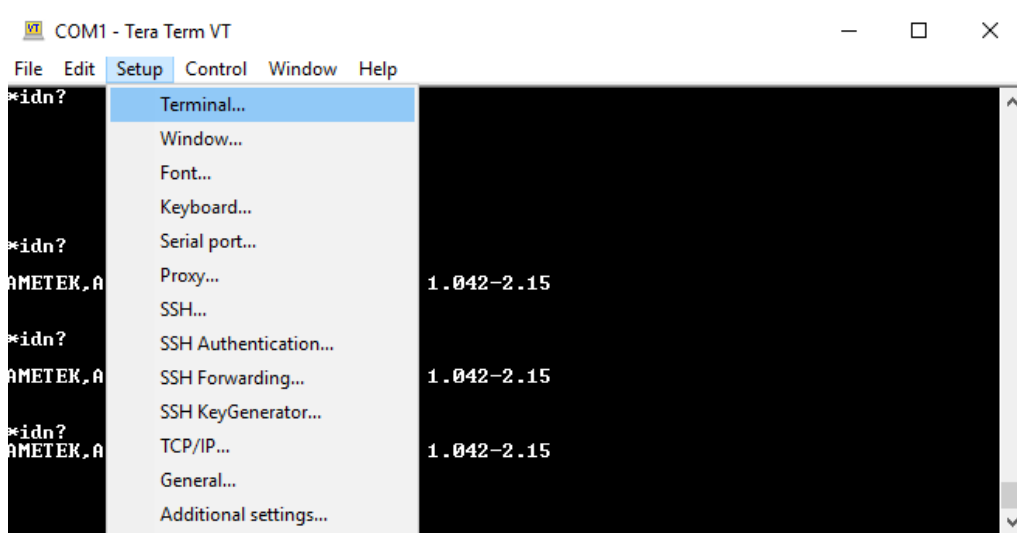 COM1 - Tera Term VT
File Edit Setup Control Window Help
*idn?
Terminal...
Window...
Font...
Keyboard...
*idn?
Serial port...
AMETEK,A
Proxy...
1.042-2.15
SSH...
*idn?
SSH Authentication...
AMETEK,A
SSH Forwarding...
1.042-2.15
SSH KeyGenerator...
*idn?
AMETEK,A
TCP/IP...
1.042-2.15
General...
Additional settings...